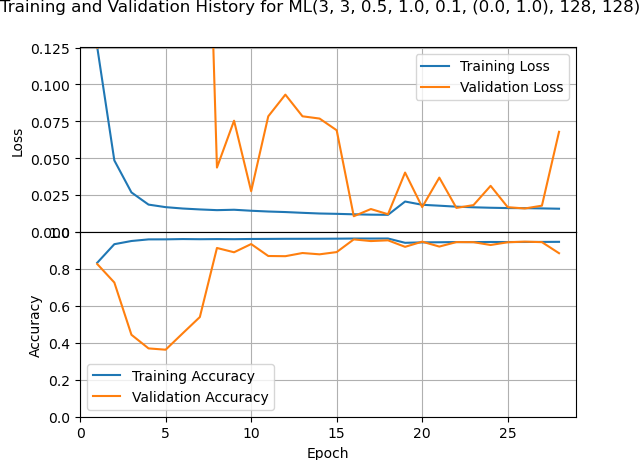 Training and Validation History for ML(3, 3, 0.5, 1.0, 0.1, (0.0, 1.0), 128, 128)
0.125
0.100
0.075
0.050
0.025
0.000
Loss
Training Loss
Validation Loss
1.0
0.8
0.6
0.4
0.2
0.0
Accuracy
Training Accuracy
Validation Accuracy
0 5 10 15 20 25
Epoch